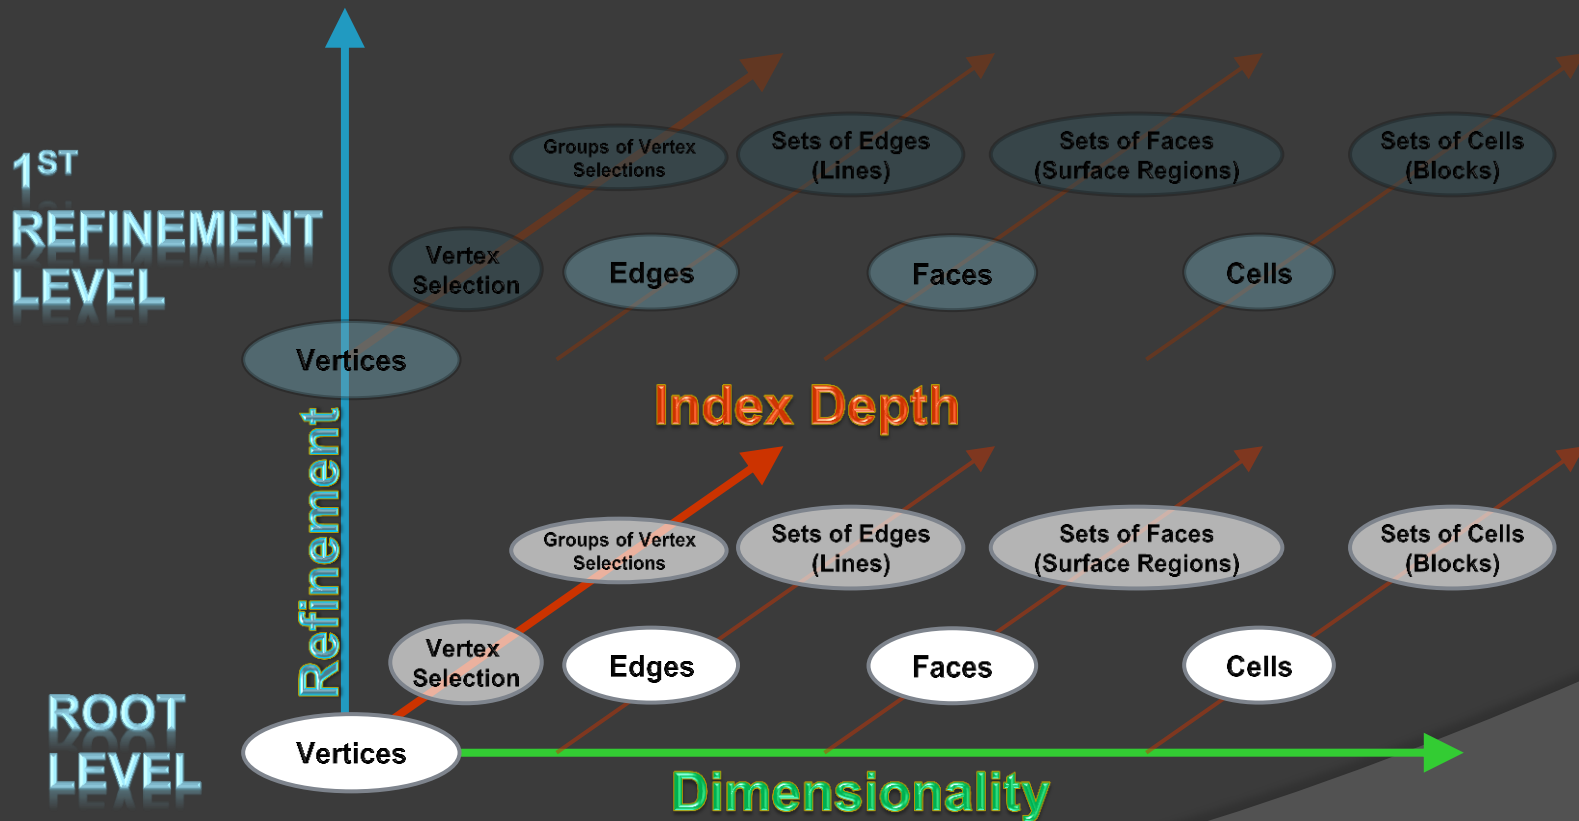 1ST
REFINEMENT
LEVEL
Groups of Vertex
Selections
Sets of Edges
(Lines)
Sets of Faces
(Surface Regions)
Sets of Cells
(Blocks)
Vertex
Selection
Edges
Faces
Cells
Vertices
Index Depth
Refinement
Groups of Vertex
Selections
Sets of Edges
(Lines)
Sets of Faces
(Surface Regions)
Sets of Cells
(Blocks)
Vertex
Selection
Edges
Faces
Cells
ROOT
LEVEL
Vertices
Dimensionality